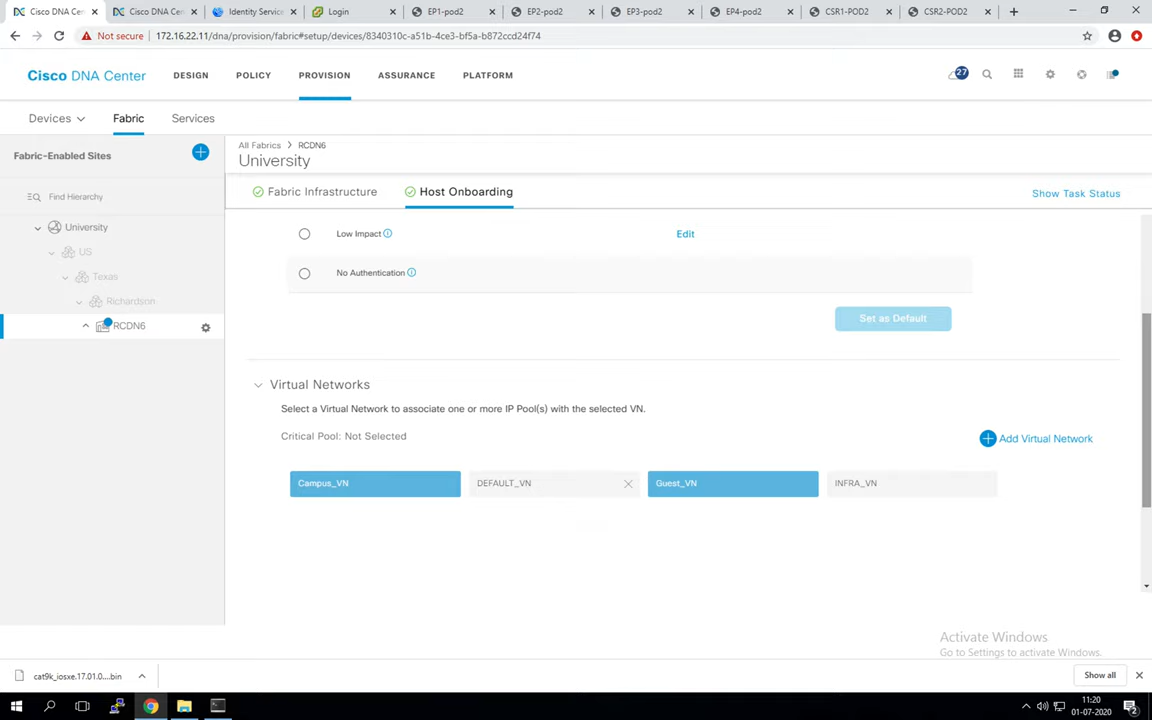 Cisco DNA Center
Cisco DNA Cen
Identity Service
Login
EP1-pod2
EP2-pod2
EP3-pod2
EP4-pod2
CSR1-POD2
CSR2-POD2
Not secure
172.16.22.11/dna/provision/fabric#setup/devices/8340310c-a51b-4ce3-bf5a-b872ccd24f74
Cisco DNA Center
DESIGN
POLICY
PROVISION
ASSURANCE
PLATFORM
27
Devices
Fabric
Services
Fabric-Enabled Sites
All Fabrics > RCDN6
University
Find Hierarchy
Fabric Infrastructure
Host Onboarding
Show Task Status
University
US
Texas
Richardson
RCDN6
Low Impact
Edit
No Authentication
Set as Default
Virtual Networks
Select a Virtual Network to associate one or more IP Pool(s) with the selected VN.
Critical Pool: Not Selected
Add Virtual Network
Campus_VN
DEFAULT_VN
Guest_VN
INFRA_VN
Activate Windows
Go to Settings to activate Windows.
cat9k_iosxe.17.01.0....bin
Show all
11:20
01-07-2020
2